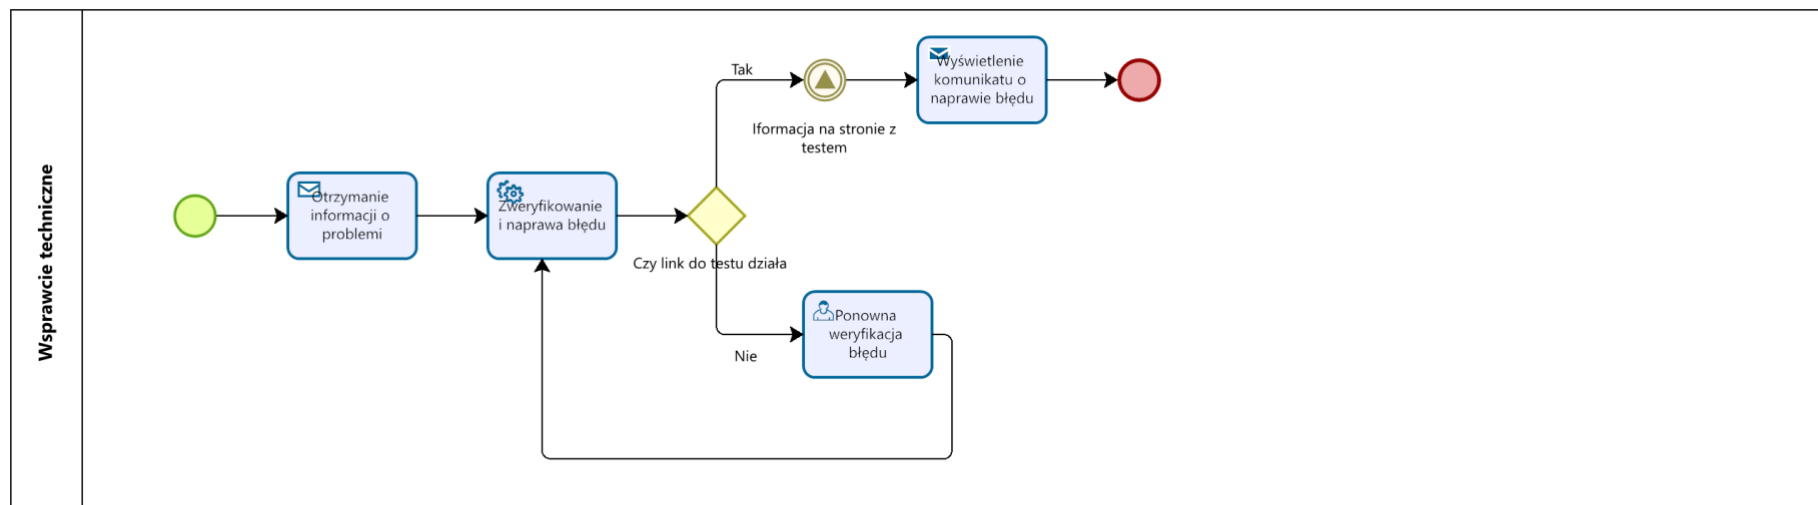 Wsprawcie techniczne
Otrzymanie
informacji o
problemi
Zweryfikowanie
i naprawa błędu
Czy link do testu działa
Tak
Iformacja na stronie z
testem
Wyświetlenie
komunikatu o
naprawie błędu
Nie
Ponowna
weryfikacja
błędu